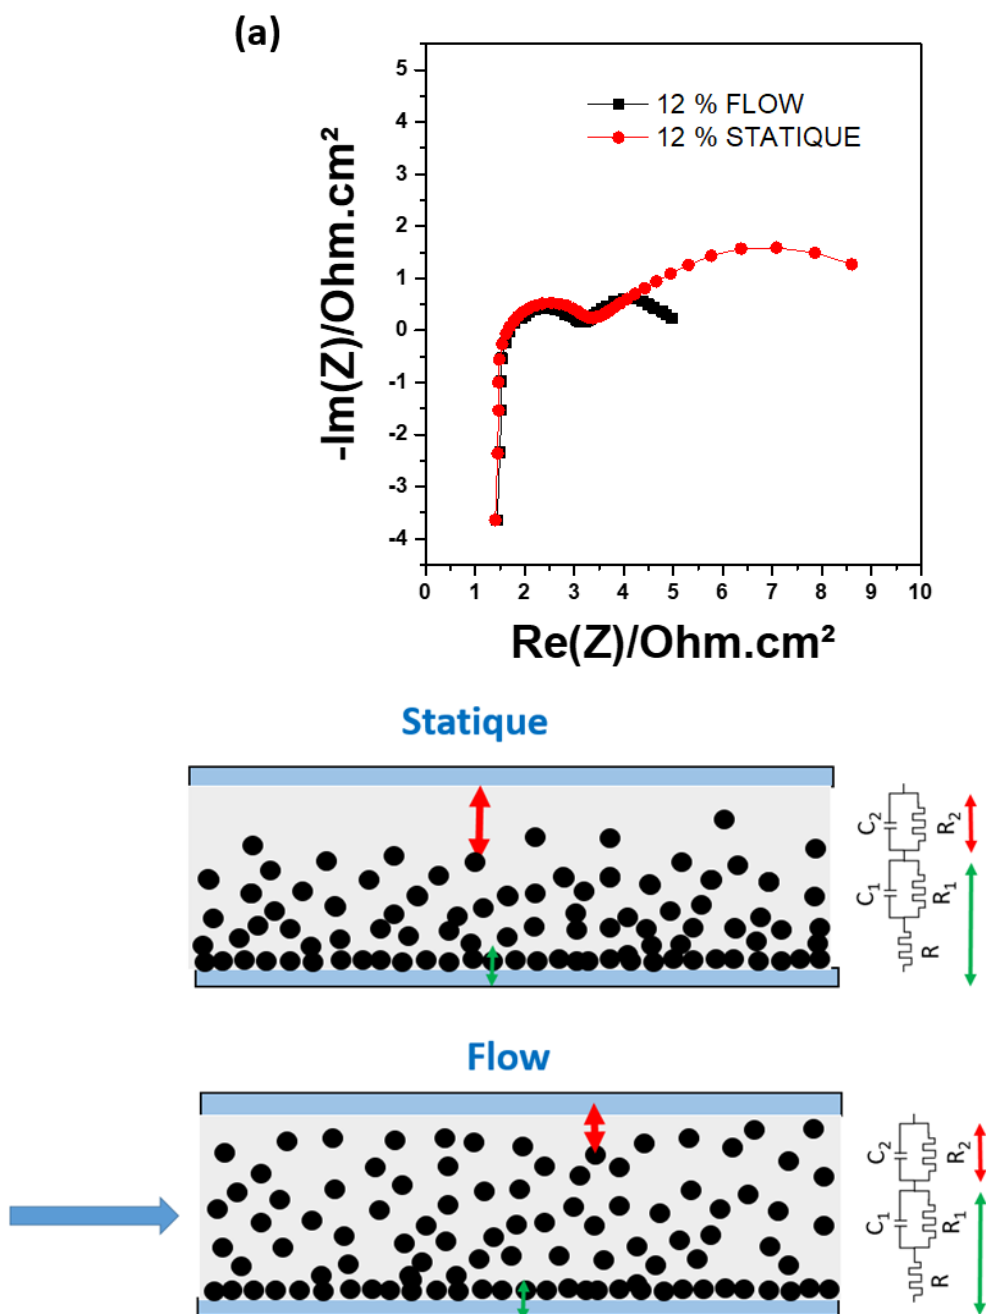 (a)
12 % FLOW
12 % STATIQUE
-Im(Z)/Ohm.cm²
5
4
3
2
1
0
-1
-2
-3
-4
0 1 2 3 4 5 6 7 8 9 10
Re(Z)/Ohm.cm²
Statique
C₂ R₂
C₁ R₁
R
Flow
C₂ R₂
C₁ R₁
R